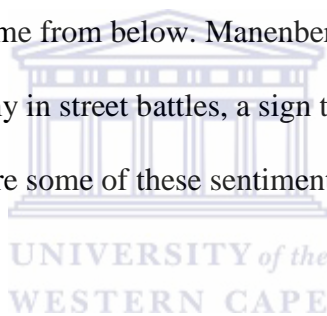 me from below. Manenber
y in street battles, a sign t
re some of these sentiment
UNIVERSITY of the
WESTERN CAPE